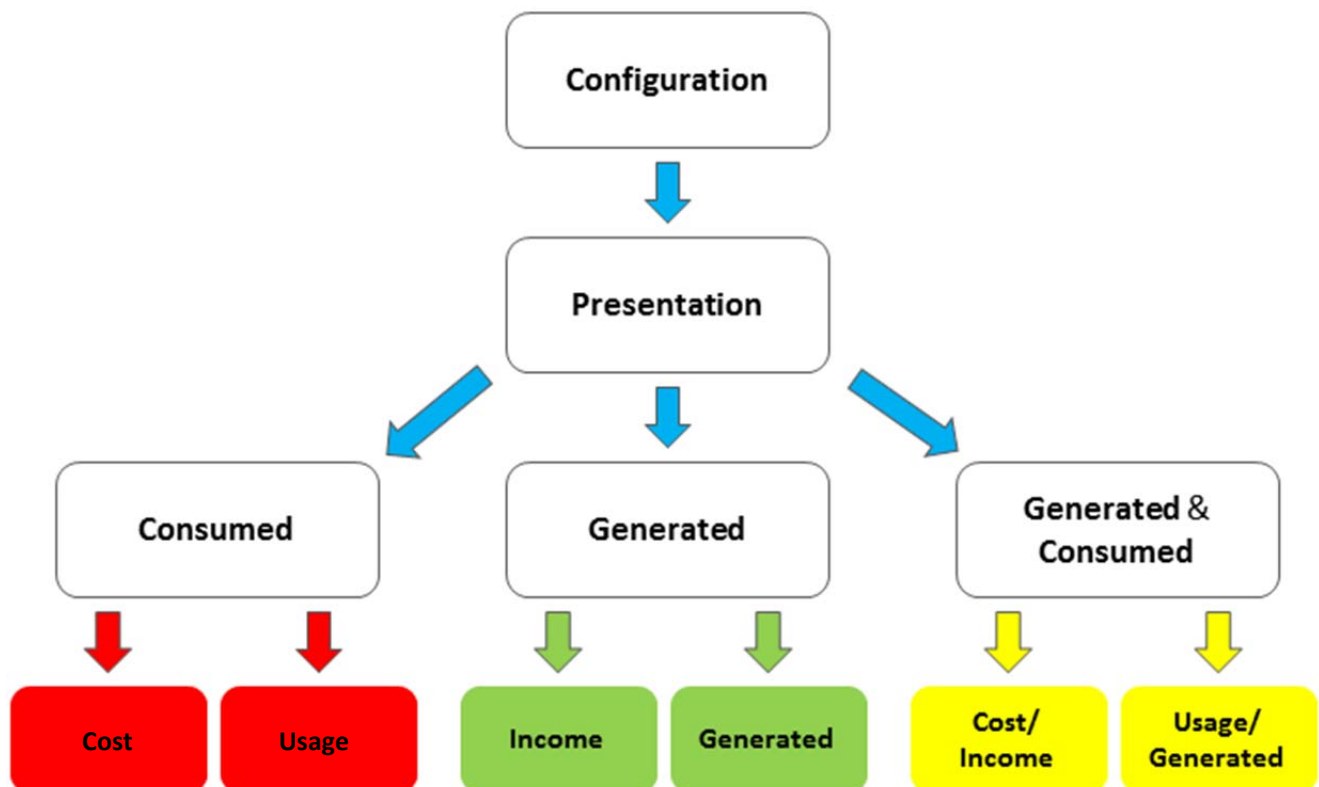 Configuration
Presentation
Consumed
Generated
Generated &
Consumed
Cost
Usage
Income
Generated
Cost/
Income
Usage/
Generated